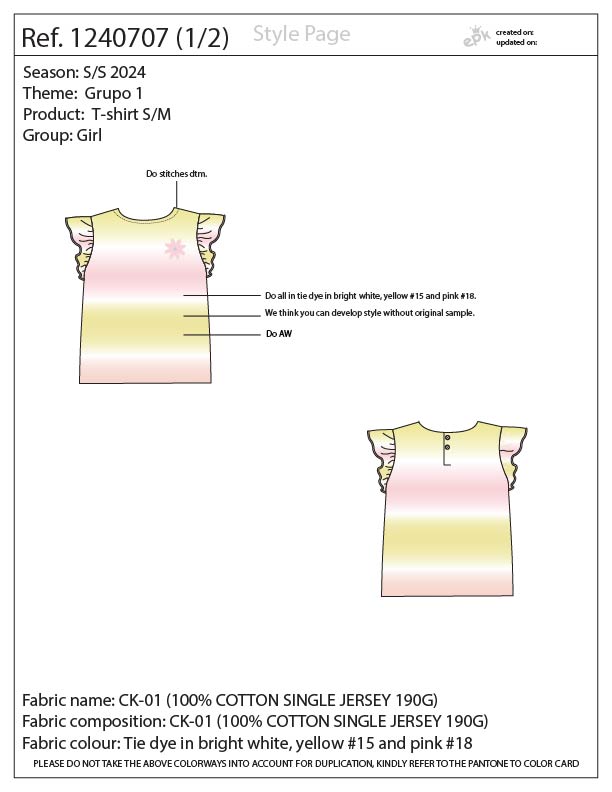 Ref. 1240707 (1/2)
Style Page
epk
created on:
updated on:
Season: S/S 2024
Theme: Grupo 1
Product: T-shirt S/M
Group: Girl
Do stitches dtm.
Do all in tie dye in bright white, yellow #15 and pink #18.
We think you can develop style without original sample.
Do AW
Fabric name: CK-01 (100% COTTON SINGLE JERSEY 190G)
Fabric composition: CK-01 (100% COTTON SINGLE JERSEY 190G)
Fabric colour: Tie dye in bright white, yellow #15 and pink #18
PLEASE DO NOT TAKE THE ABOVE COLORWAYS INTO ACCOUNT FOR DUPLICATION, KINDLY REFER TO THE PANTONE TO COLOR CARD